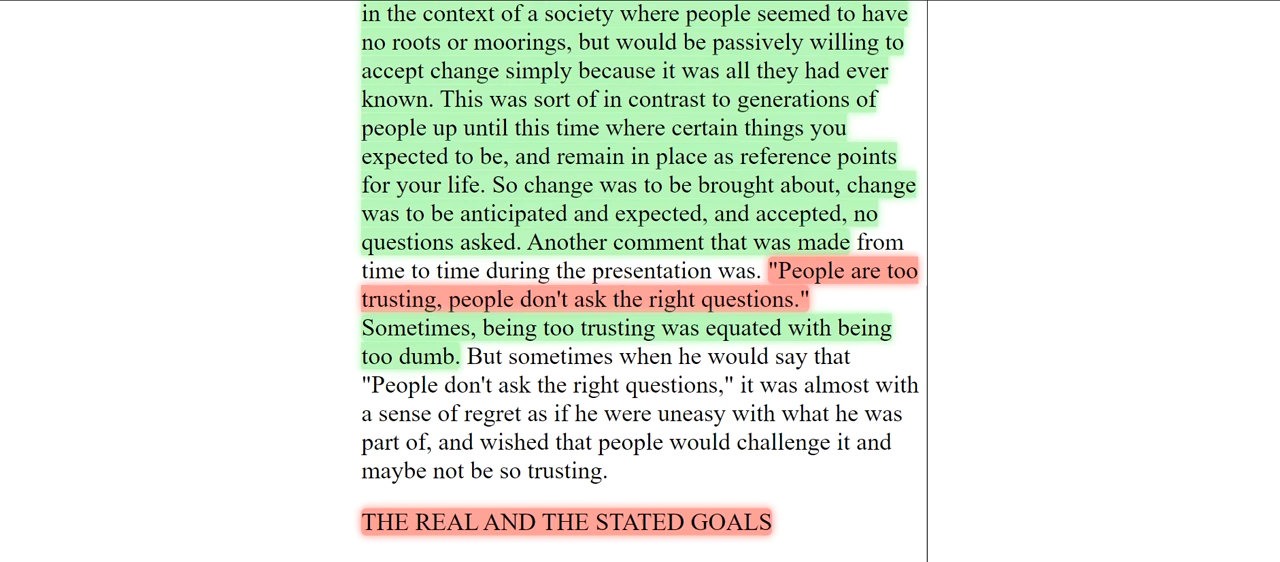 in the context of a society where people seemed to have
no roots or moorings, but would be passively willing to
accept change simply because it was all they had ever
known. This was sort of in contrast to generations of
people up until this time where certain things you
expected to be, and remain in place as reference points
for your life. So change was to be brought about, change
was to be anticipated and expected, and accepted, no
questions asked. Another comment that was made from
time to time during the presentation was. "People are too
trusting, people don't ask the right questions."
Sometimes, being too trusting was equated with being
too dumb. But sometimes when he would say that
"People don't ask the right questions," it was almost with
a sense of regret as if he were uneasy with what he was
part of, and wished that people would challenge it and
maybe not be so trusting.
THE REAL AND THE STATED GOALS